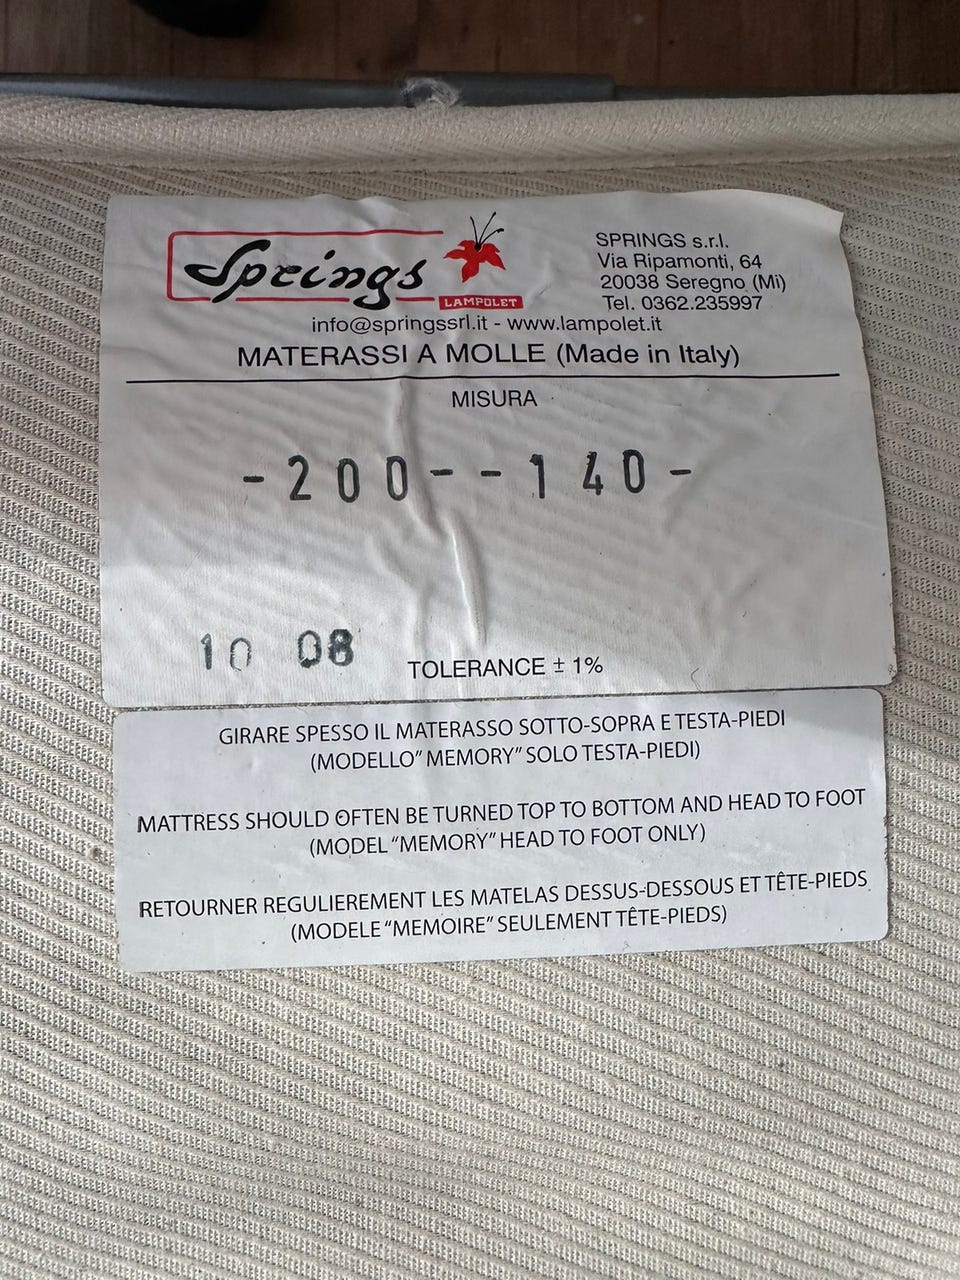 Springs
LAMPOLET
SPRINGS s.r.l.
Via Ripamonti, 64
20038 Seregno (Mi)
Tel. 0362.235997
info@springssrl.it - www.lampolet.it
MATERASSI A MOLLE (Made in Italy)
MISURA
-200--140-
10 08
TOLERANCE ± 1%
GIRARE SPESSO IL MATERASSO SOTTO-SOPRA E TESTA-PIEDI
(MODELLO" MEMORY" SOLO TESTA-PIEDI)
MATTRESS SHOULD OFTEN BE TURNED TOP TO BOTTOM AND HEAD TO FOOT
(MODEL "MEMORY" HEAD TO FOOT ONLY)
RETOURNER REGULIEREMENT LES MATELAS DESSUS-DESSOUS ET TÊTE-PIEDS
(MODELE "MEMOIRE" SEULEMENT TÊTE-PIEDS)